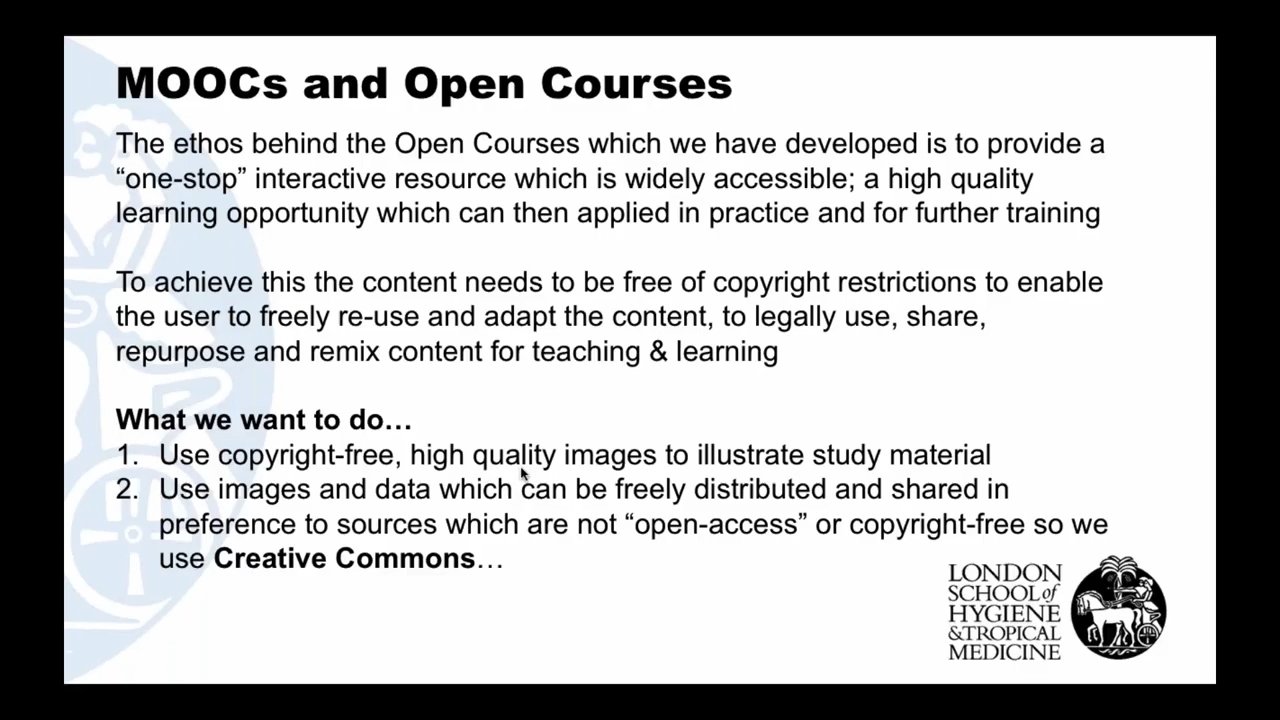 MOOCs and Open Courses
The ethos behind the Open Courses which we have developed is to provide a
“one-stop” interactive resource which is widely accessible; a high quality
learning opportunity which can then applied in practice and for further training
To achieve this the content needs to be free of copyright restrictions to enable
the user to freely re-use and adapt the content, to legally use, share,
repurpose and remix content for teaching & learning
What we want to do…
1. Use copyright-free, high quality images to illustrate study material
2. Use images and data which can be freely distributed and shared in
preference to sources which are not “open-access” or copyright-free so we
use Creative Commons…
LONDON
SCHOOL of
HYGIENE
&TROPICAL
MEDICINE